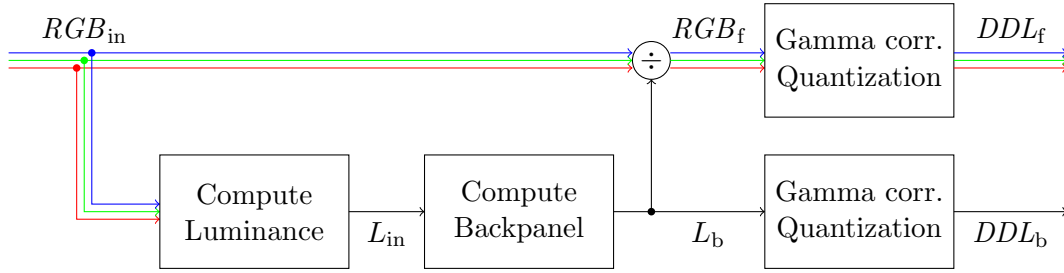 RGB_in
RGB_f
Gamma corr.
Quantization
DDL_f
÷
Compute
Luminance
L_in
Compute
Backpanel
L_b
Gamma corr.
Quantization
DDL_b